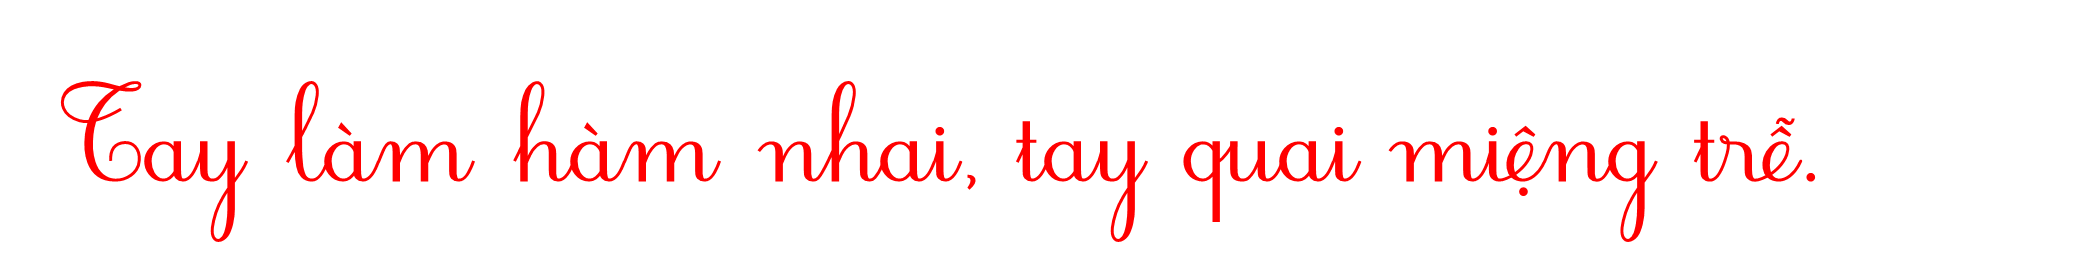 Tay làm hàm nhai, tay quai miệng trễ.